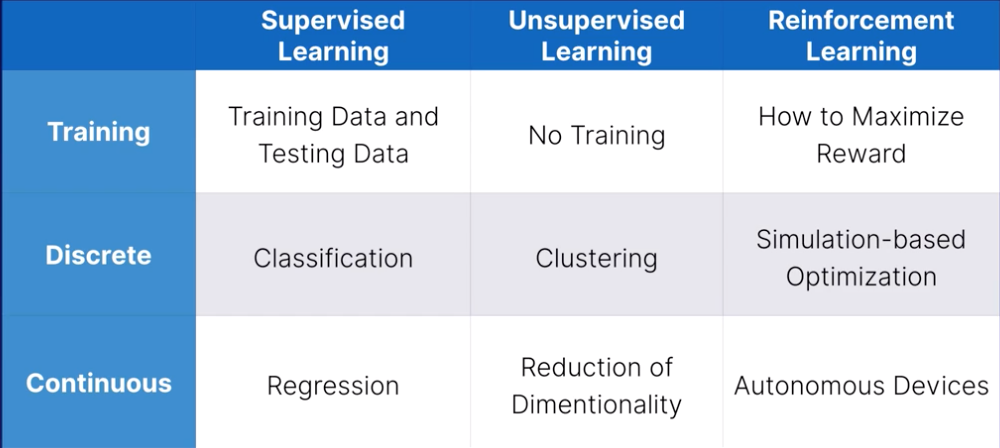 Supervised
Learning
Unsupervised
Learning
Reinforcement
Learning
Training
Training Data and
Testing Data
No Training
How to Maximize
Reward
Discrete
Classification
Clustering
Simulation-based
Optimization
Continuous
Regression
Reduction of
Dimentionality
Autonomous Devices